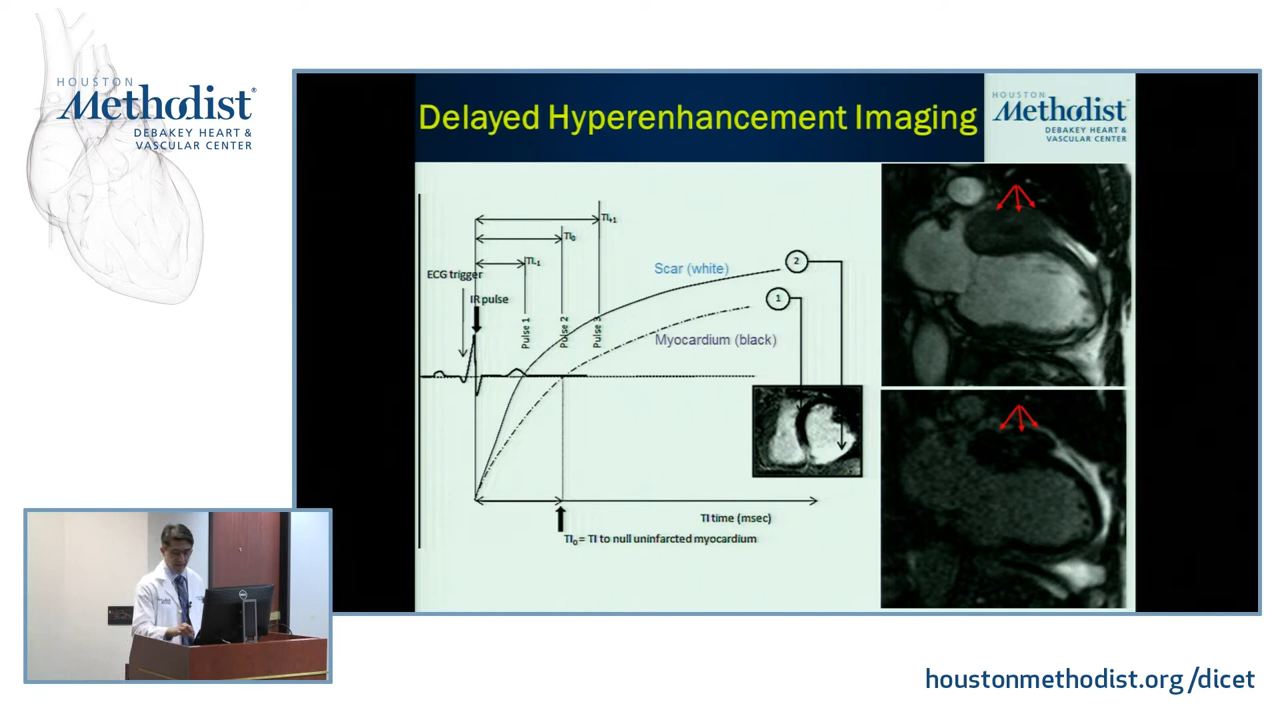 HOUSTON
Methodist®
DEBAKEY HEART &
VASCULAR CENTER
Delayed Hyperenhancement Imaging
HOUSTON
Methodist
DEBAKEY HEART &
VASCULAR CENTER
TI+1
TI0
TI-1
ECG trigger
IR pulse
Pulse 1
Pulse 2
Pulse 3
Scar (white)
2
1
Myocardium (black)
TI time (msec)
TI0 = TI to null uninfarcted myocardium
DELL
houstonmethodist.org/dicet